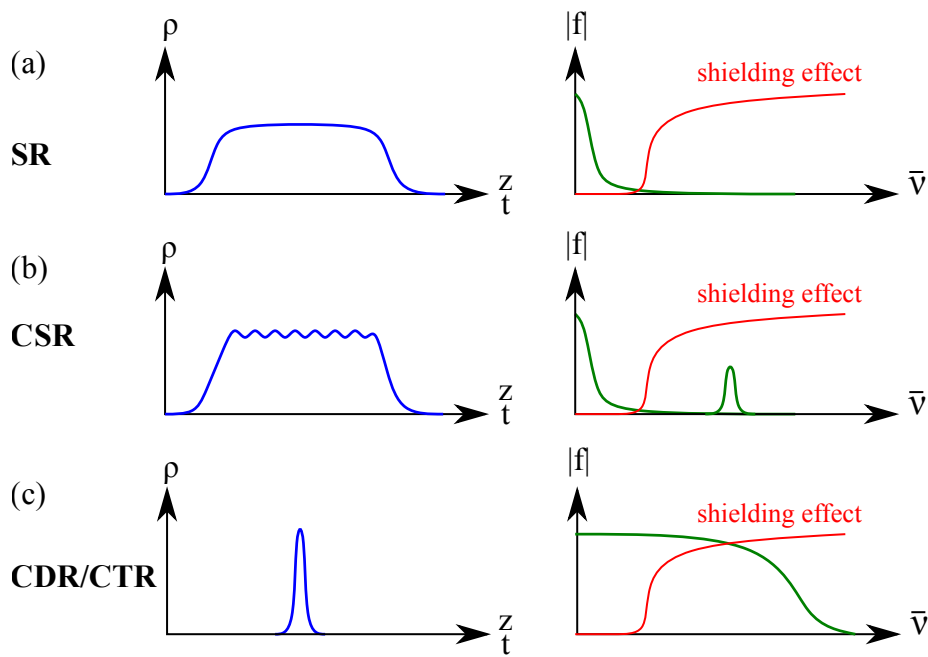 (a)
SR
ρ
z
t
|f|
shielding effect
ν̄
(b)
CSR
ρ
z
t
|f|
shielding effect
ν̄
(c)
CDR/CTR
ρ
z
t
|f|
shielding effect
ν̄